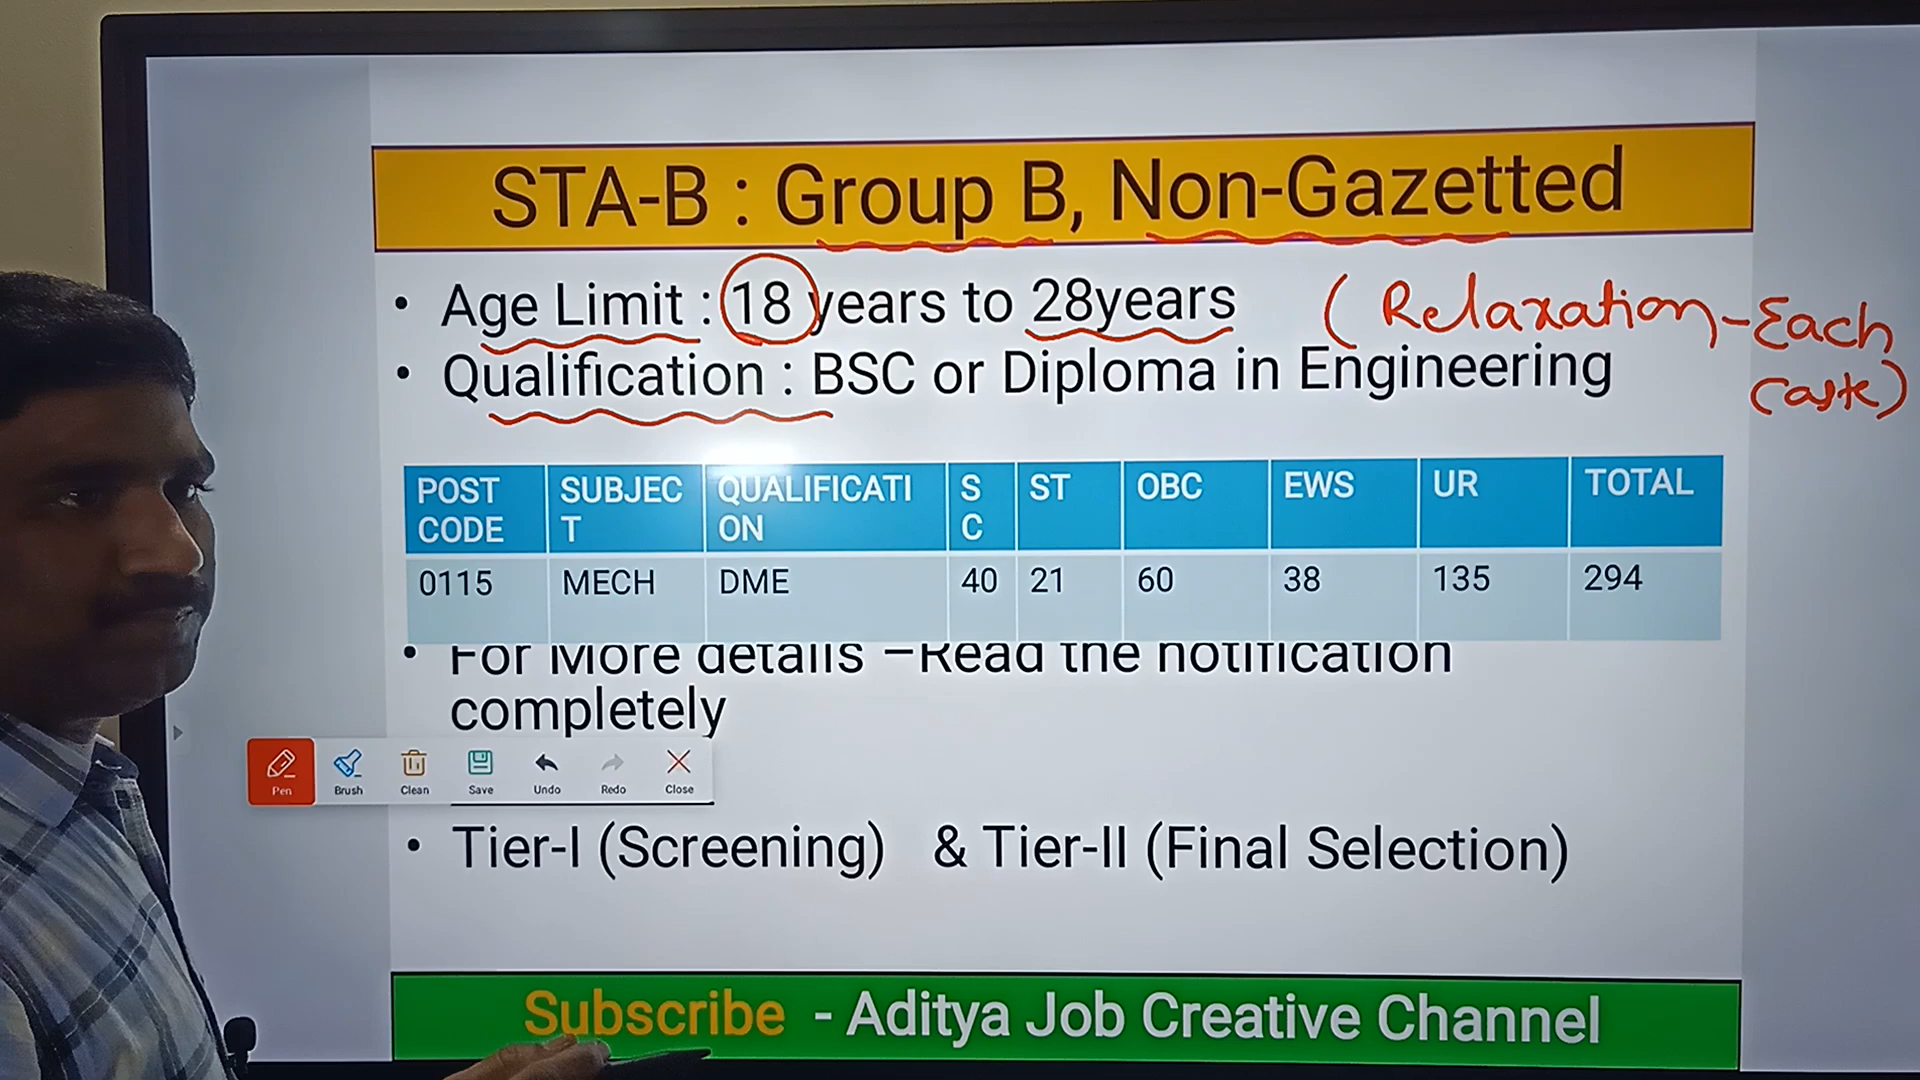 STA-B : Group B, Non-Gazetted
• Age Limit : 18 years to 28years (Relaxation - Each Caste)
• Qualification : BSC or Diploma in Engineering
POST CODE SUBJECT QUALIFICATION SC ST OBC EWS UR TOTAL
0115 MECH DME 40 21 60 38 135 294
• For More details –Read the notification
completely
Pen Brush Clean Save Undo Redo Close
• Tier-I (Screening) & Tier-II (Final Selection)
Subscribe - Aditya Job Creative Channel